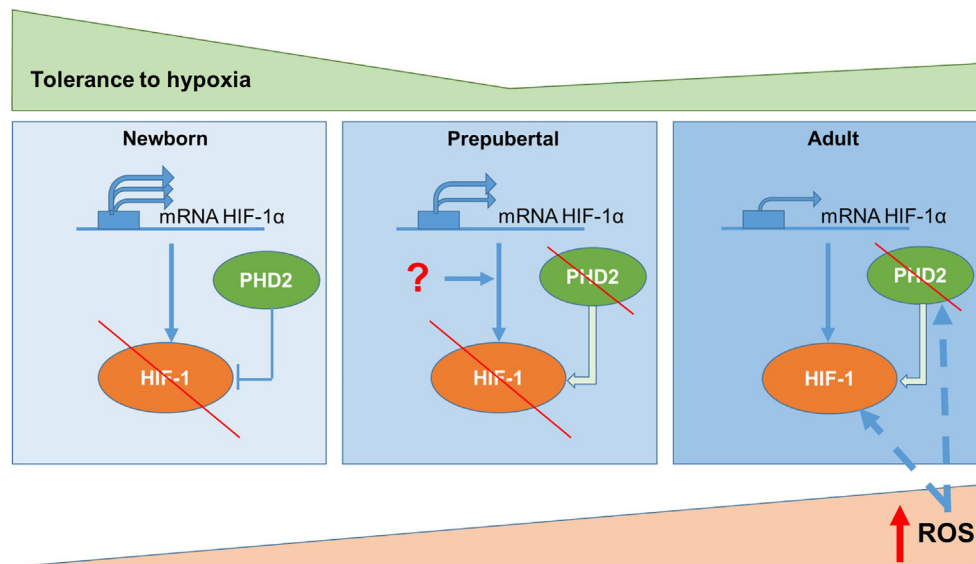 Tolerance to hypoxia
Newborn
mRNA HIF-1α
PHD2
HIF-1
Prepubertal
mRNA HIF-1α
?
PHD2
HIF-1
Adult
mRNA HIF-1α
PHD2
HIF-1
ROS